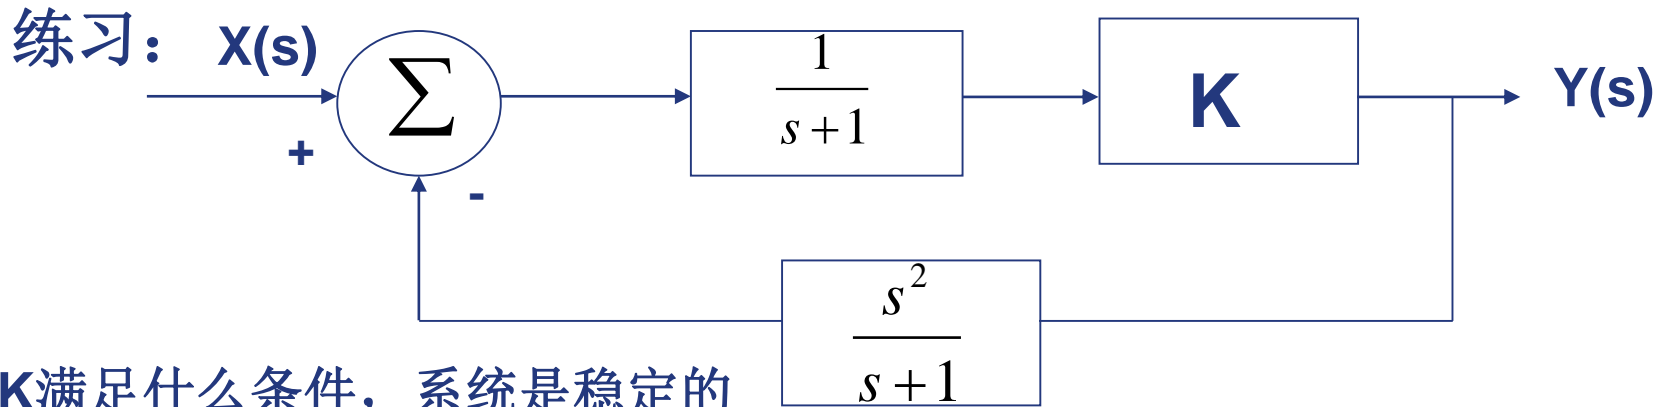 练习： X(s)
+
-
∑
1
s+1
K
Y(s)
s²
s+1
K满足什么条件，系统是稳定的